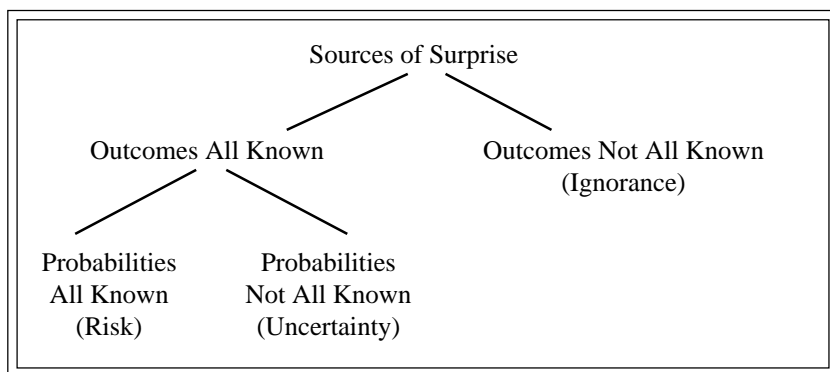 Sources of Surprise
Outcomes All Known
Outcomes Not All Known
(Ignorance)
Probabilities
All Known
(Risk)
Probabilities
Not All Known
(Uncertainty)